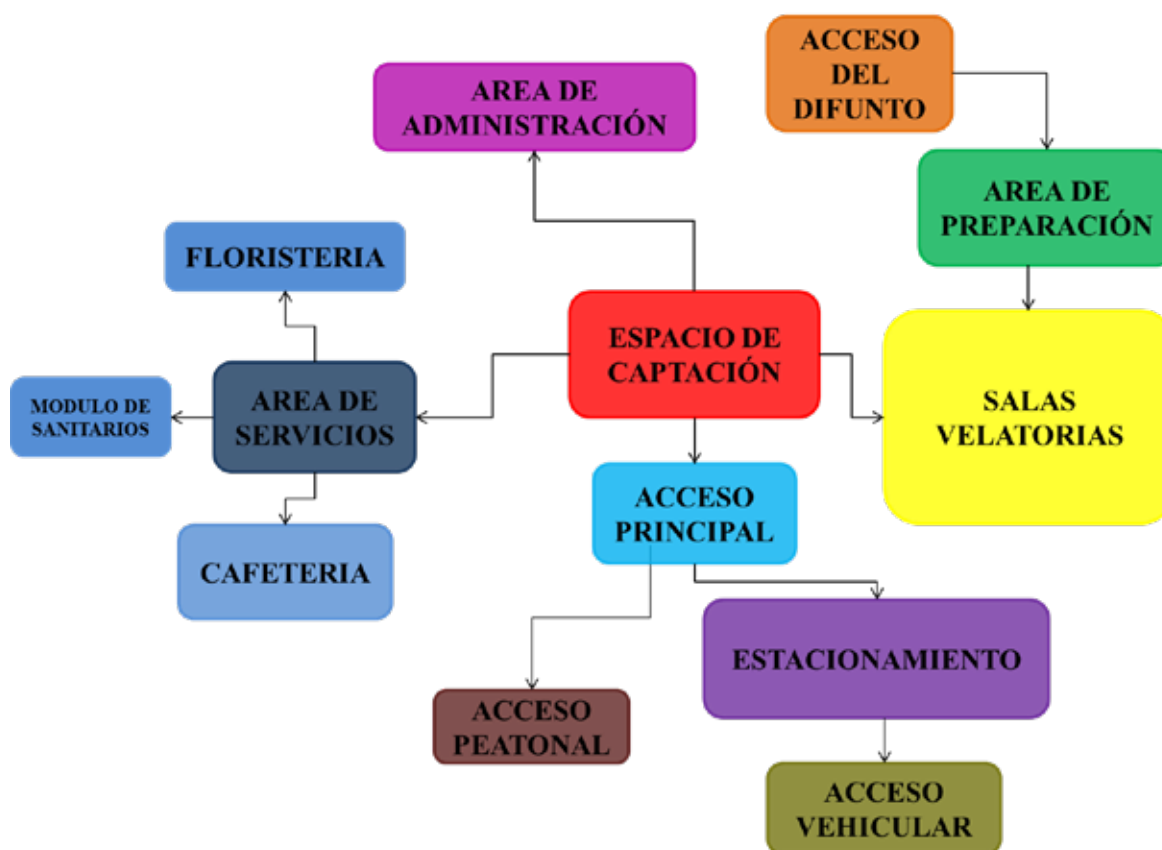 ACCESO
DEL
DIFUNTO
AREA DE
ADMINISTRACIÓN
AREA DE
PREPARACIÓN
FLORISTERIA
ESPACIO DE
CAPTACIÓN
MODULO DE
SANITARIOS
AREA DE
SERVICIOS
SALAS
VELATORIAS
ACCESO
PRINCIPAL
CAFETERIA
ESTACIONAMIENTO
ACCESO
PEATONAL
ACCESO
VEHICULAR